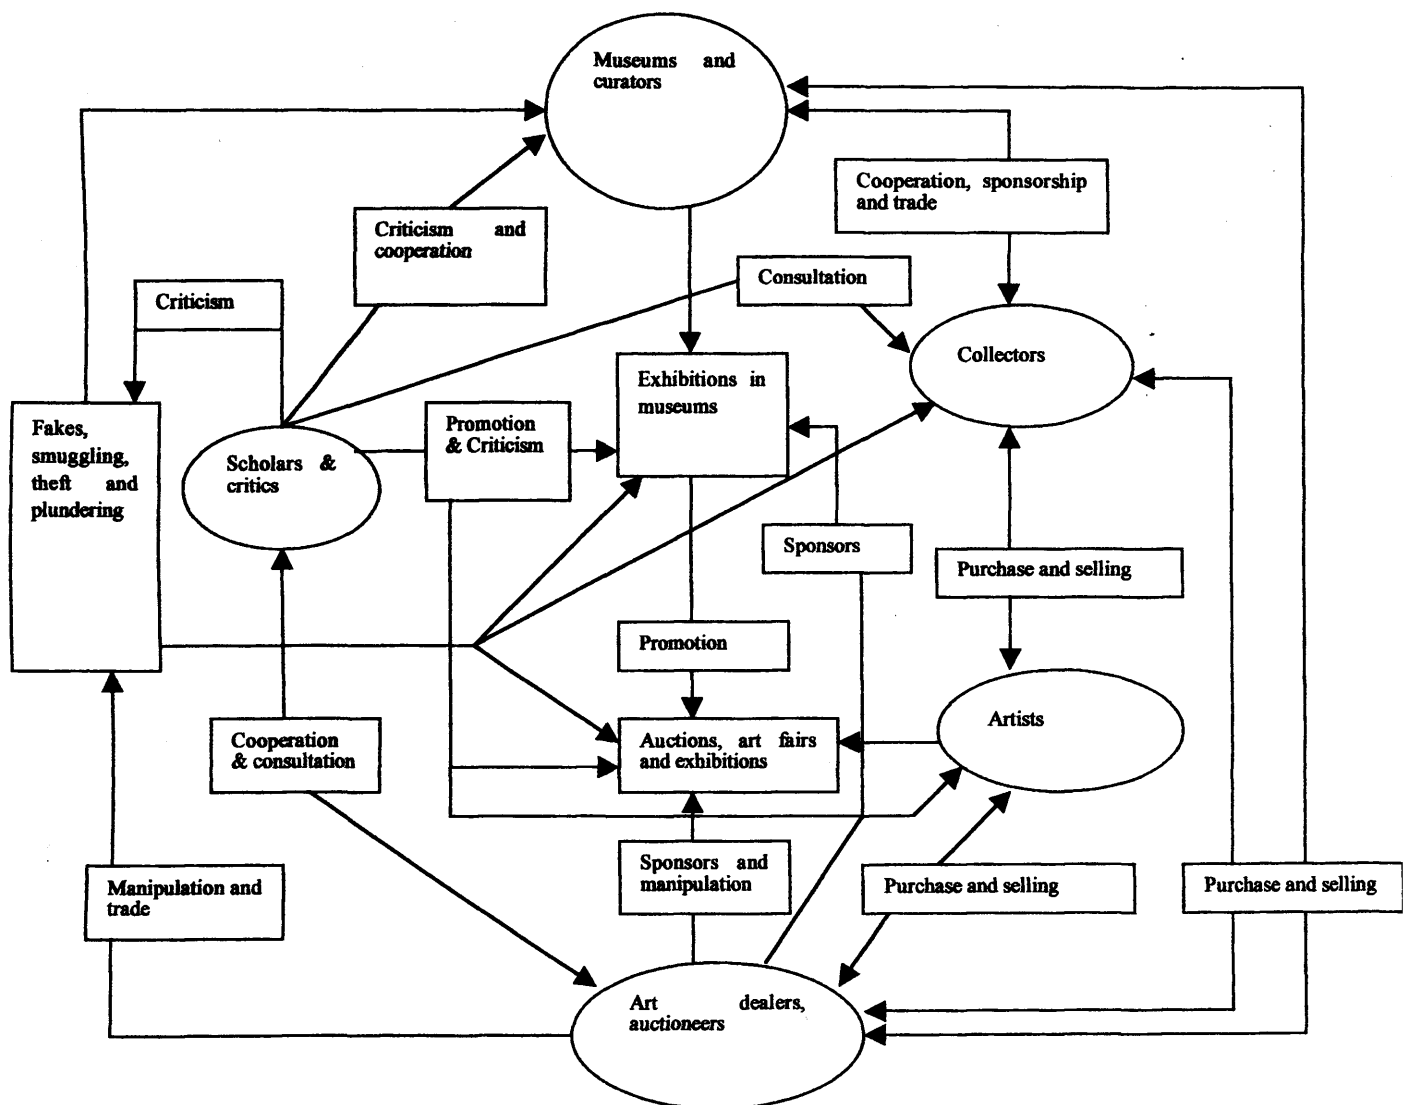 Museums and
curators
Cooperation, sponsorship
and trade
Criticism and
cooperation
Consultation
Criticism
Collectors
Exhibitions in
museums
Promotion
& Criticism
Fakes,
smuggling,
theft and
plundering
Scholars &
critics
Sponsors
Purchase and selling
Promotion
Artists
Cooperation
& consultation
Auctions, art fairs
and exhibitions
Sponsors and
manipulation
Manipulation and
trade
Purchase and selling
Purchase and selling
Art dealers,
auctioneers